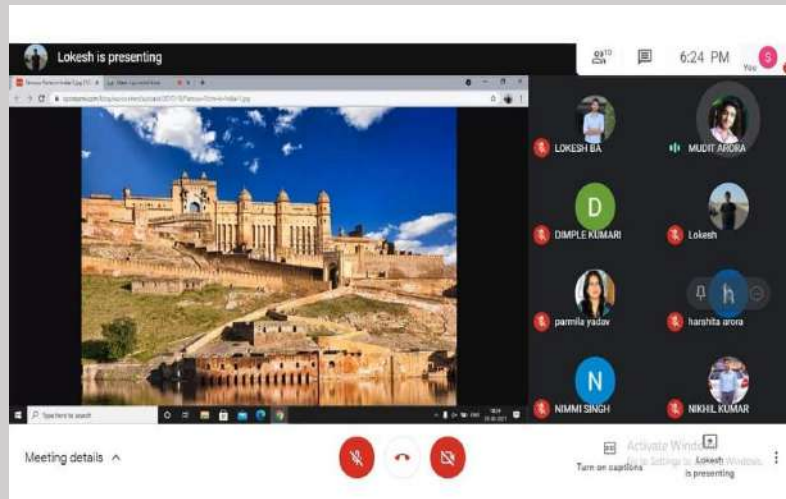 Lokesh is presenting
10
6:24 PM
You
S
LOKESH BA
MUDIT ARORA
D
DIMPLE KUMARI
Lokesh
parmila yadav
h
harshita arora
N
NIMMI SINGH
NIKHIL KUMAR
Type here to search
Meeting details
Turn on captions
Activate Windows
Lokesh
is presenting